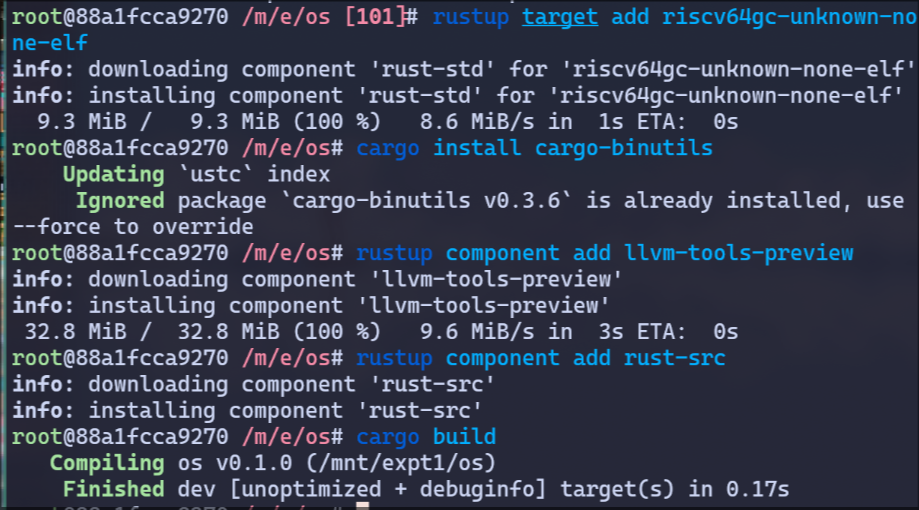 root@88a1fcca9270 /m/e/os [101]# rustup target add riscv64gc-unknown-no
ne-elf
info: downloading component 'rust-std' for 'riscv64gc-unknown-none-elf'
info: installing component 'rust-std' for 'riscv64gc-unknown-none-elf'
9.3 MiB /   9.3 MiB (100 %)   8.6 MiB/s in  1s ETA:  0s
root@88a1fcca9270 /m/e/os# cargo install cargo-binutils
Updating `ustc` index
Ignored package `cargo-binutils v0.3.6` is already installed, use
--force to override
root@88a1fcca9270 /m/e/os# rustup component add llvm-tools-preview
info: downloading component 'llvm-tools-preview'
info: installing component 'llvm-tools-preview'
32.8 MiB /  32.8 MiB (100 %)   9.6 MiB/s in  3s ETA:  0s
root@88a1fcca9270 /m/e/os# rustup component add rust-src
info: downloading component 'rust-src'
info: installing component 'rust-src'
root@88a1fcca9270 /m/e/os# cargo build
Compiling os v0.1.0 (/mnt/expt1/os)
Finished dev [unoptimized + debuginfo] target(s) in 0.17s